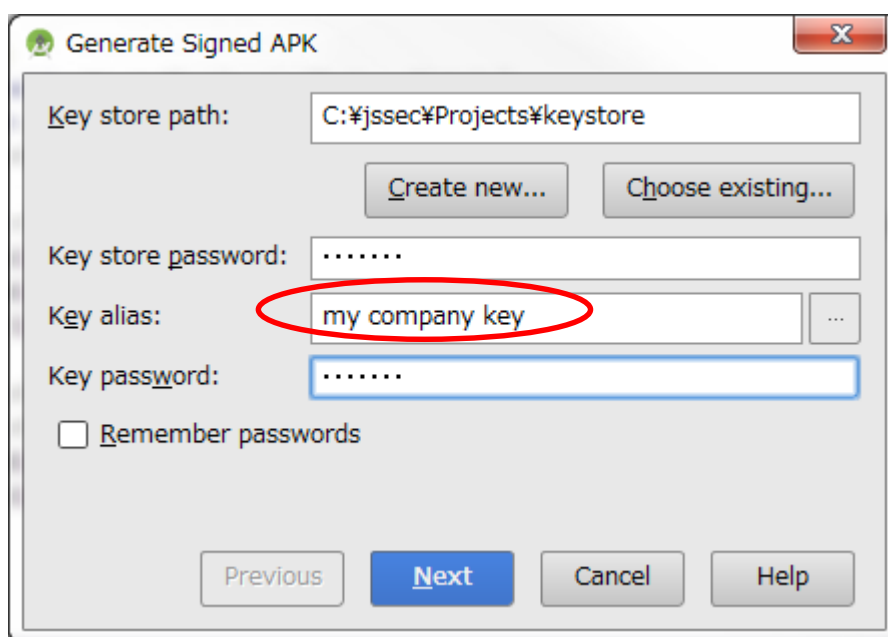 Generate Signed APK
Key store path: C:¥jssec¥Projects¥keystore
Create new... Choose existing...
Key store password: ·······
Key alias: my company key ...
Key password: ·······
Remember passwords
Previous Next Cancel Help